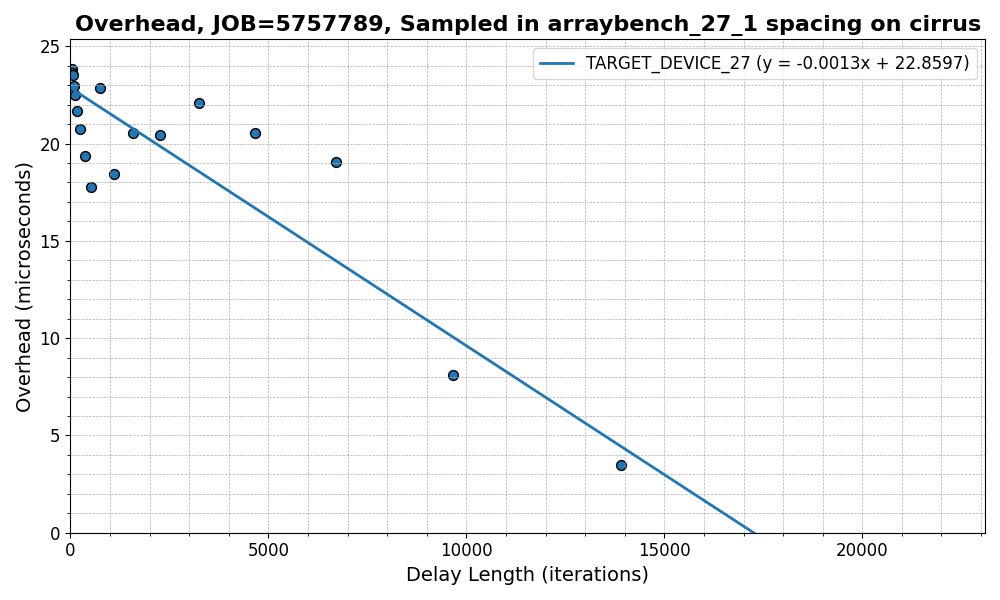 Overhead, JOB=5757789, Sampled in arraybench_27_1 spacing on cirrus
TARGET_DEVICE_27 (y = -0.0013x + 22.8597)
Overhead (microseconds)
25
20
15
10
5
0
0 5000 10000 15000 20000
Delay Length (iterations)